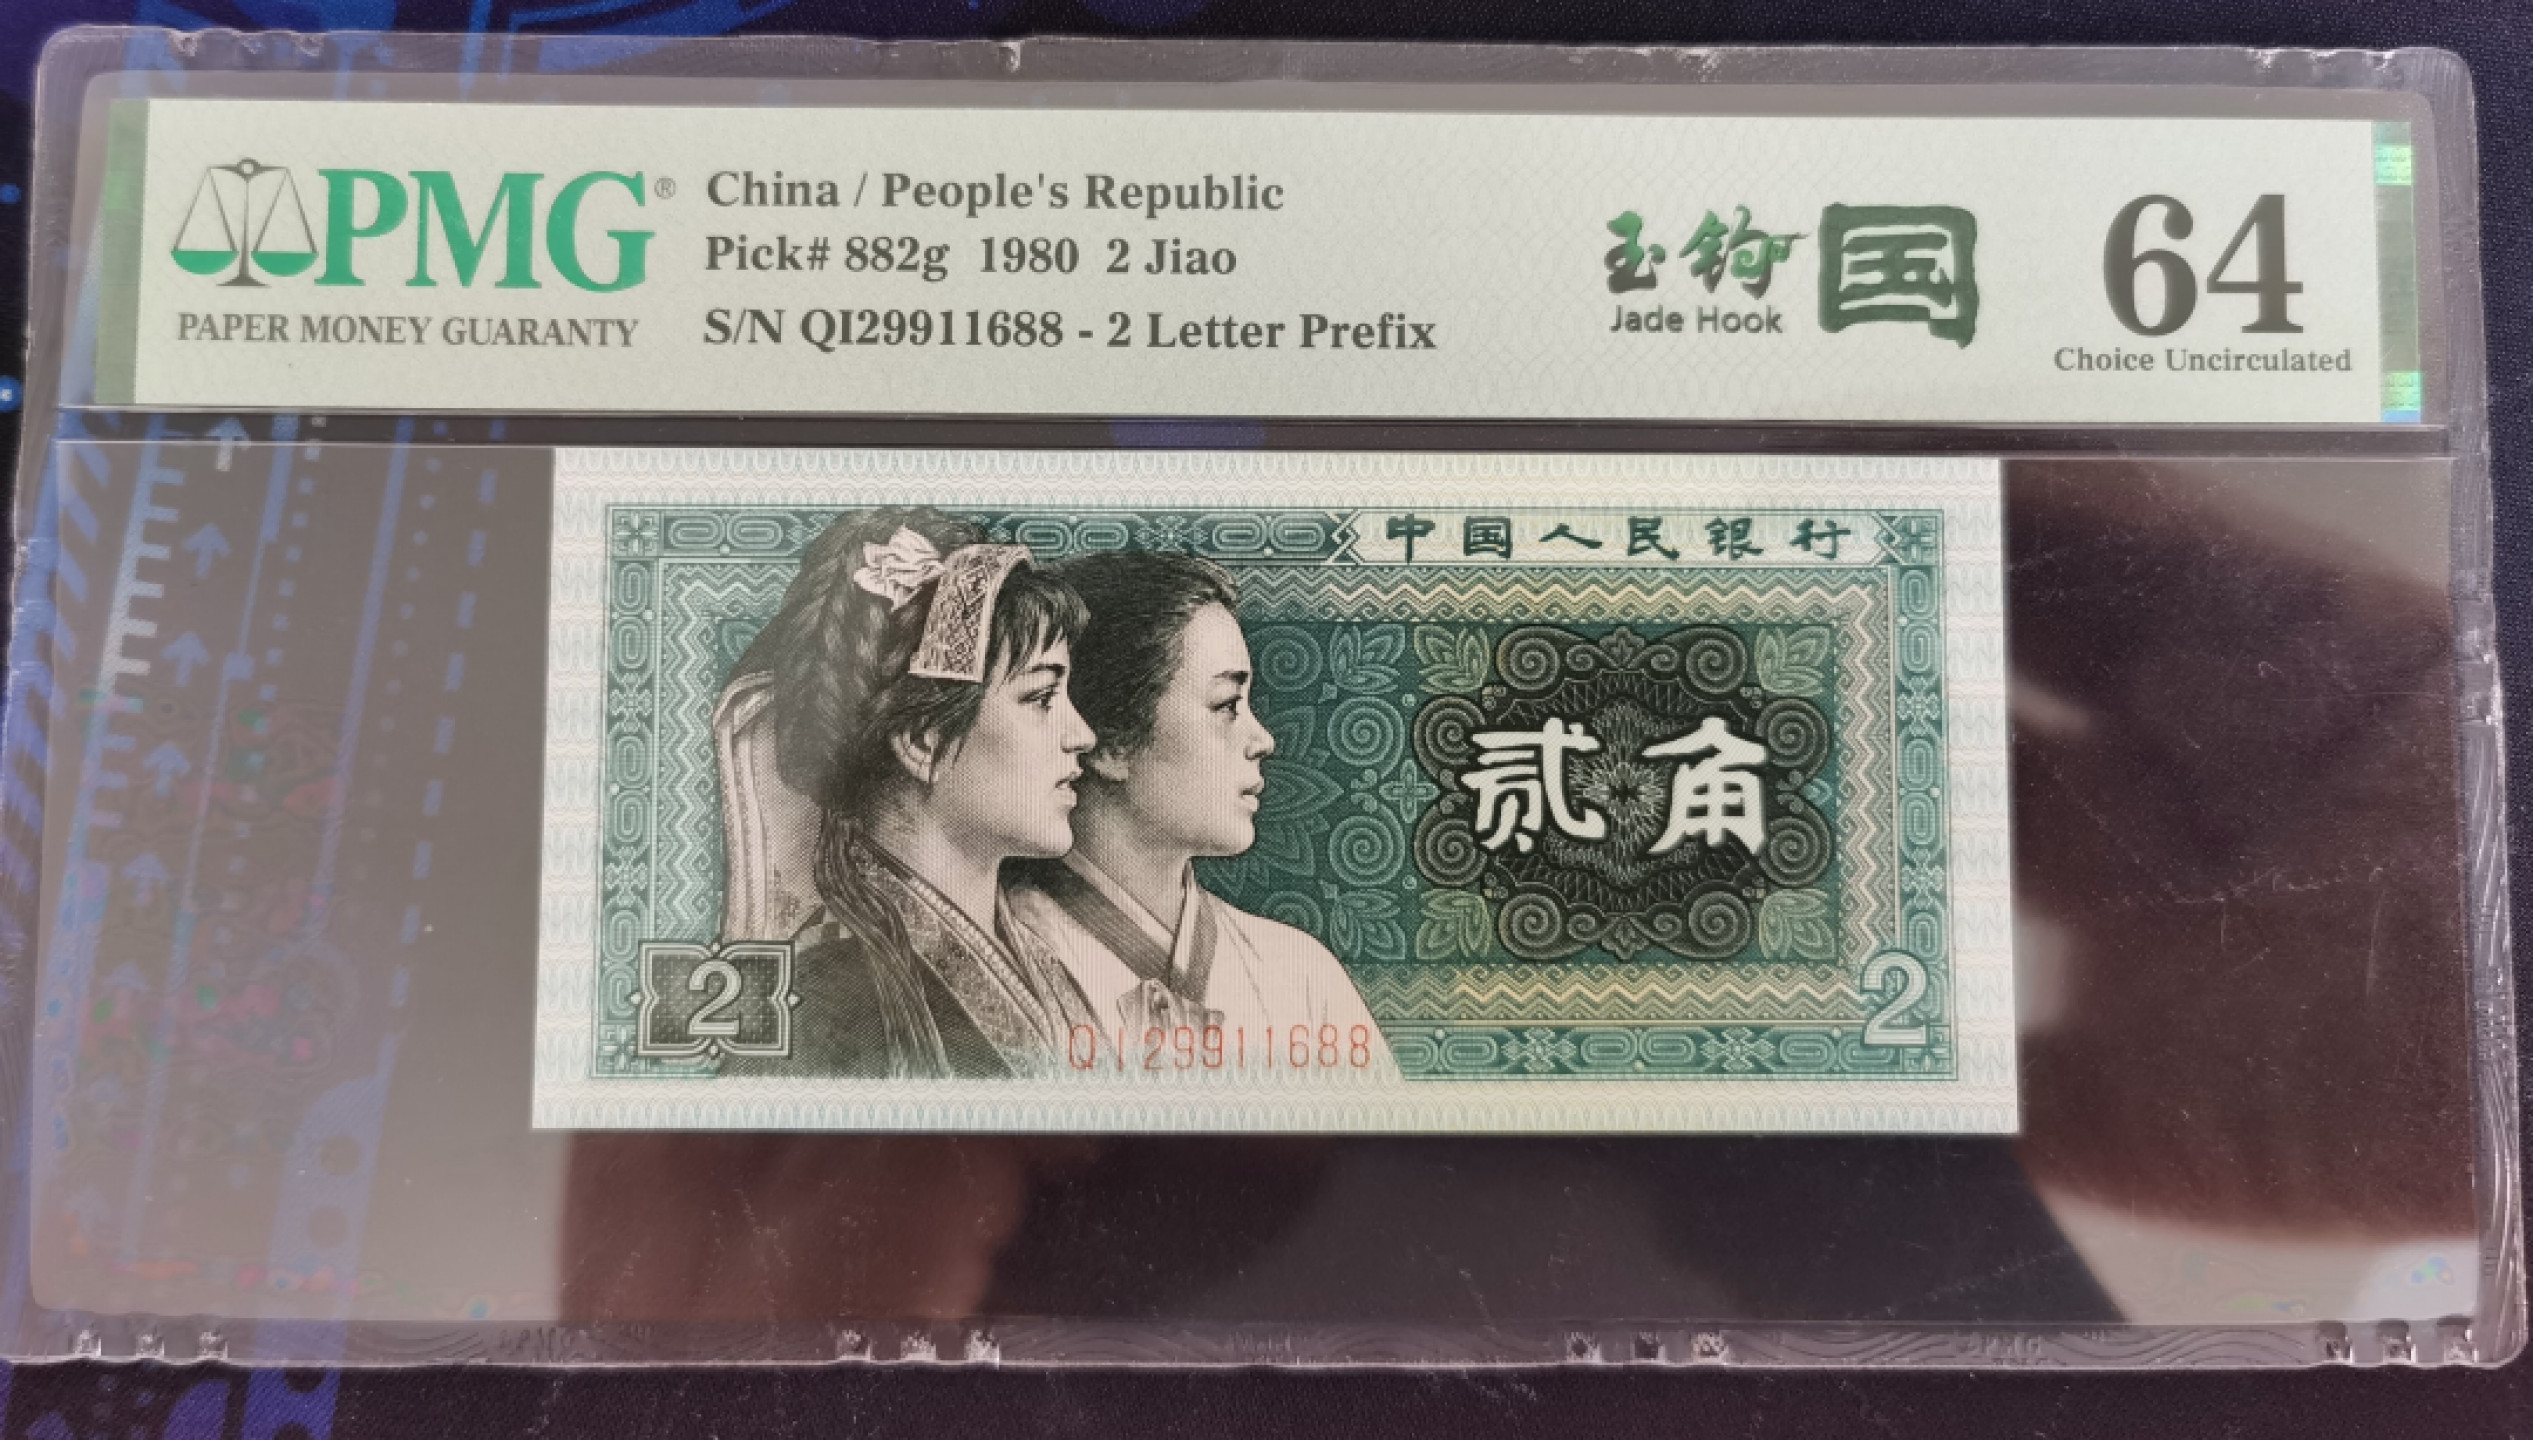 PMG®
PAPER MONEY GUARANTY
China / People's Republic
Pick# 882g 1980 2 Jiao
S/N QI29911688 - 2 Letter Prefix
玉钩
Jade Hook
国
64
Choice Uncirculated
中国人民银行
贰角
2
2
QI29911688